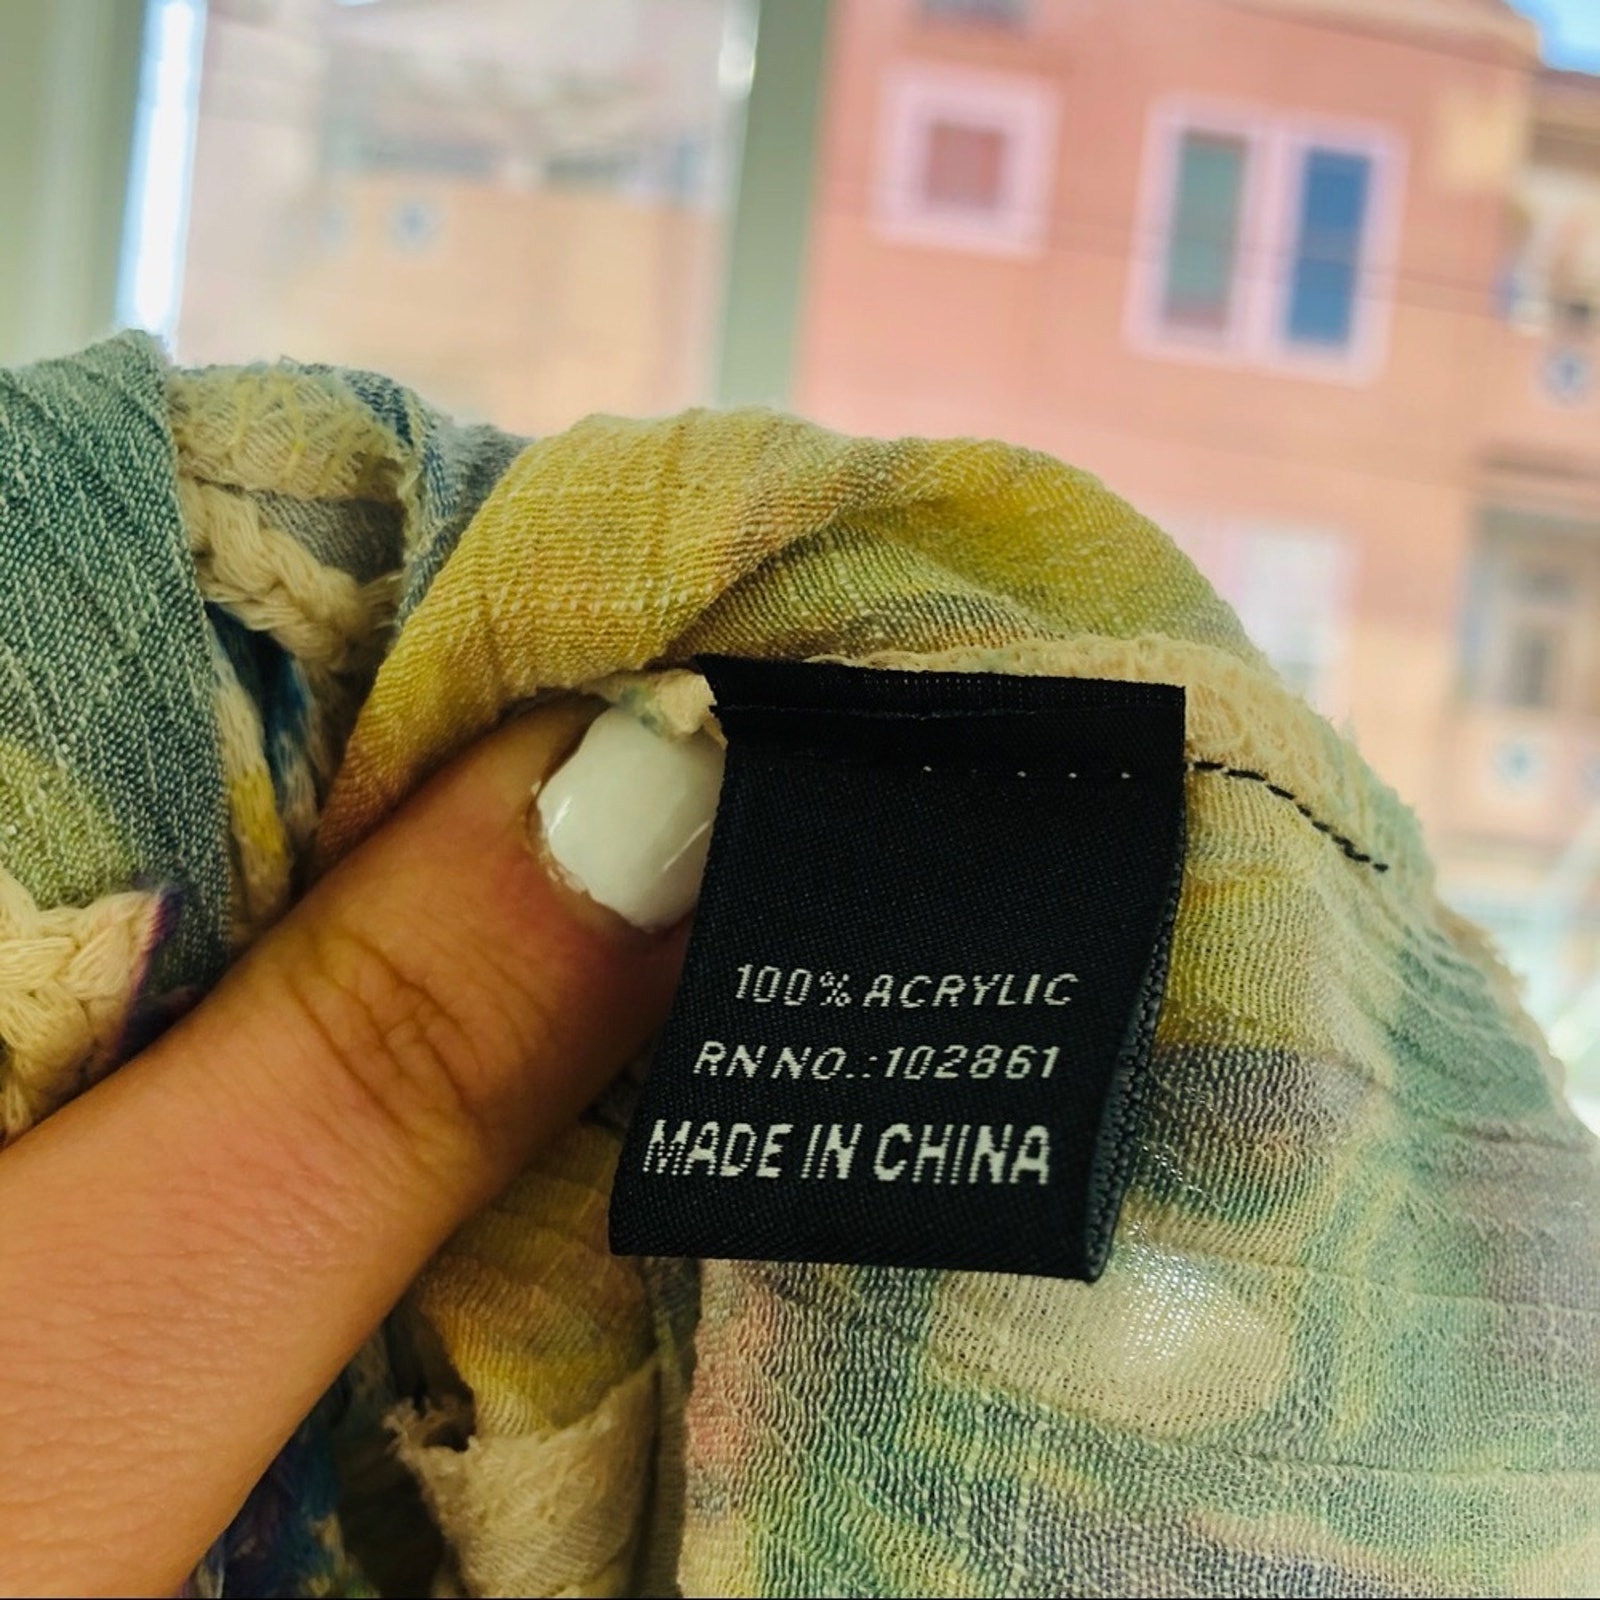 100% ACRYLIC
RN NO.:102861
MADE IN CHINA